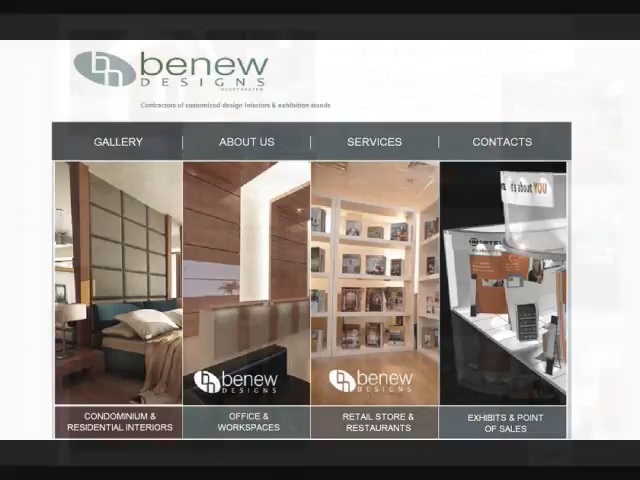 benew
DESIGNS
INCORPORATED
Contractors of customized design Interiors & exhibition stands
GALLERY
ABOUT US
SERVICES
CONTACTS
it's about YOU
MITEL
benew
DESIGNS
benew
DESIGNS
CONDOMINIUM &
RESIDENTIAL INTERIORS
OFFICE &
WORKSPACES
RETAIL STORE &
RESTAURANTS
EXHIBITS & POINT
OF SALES